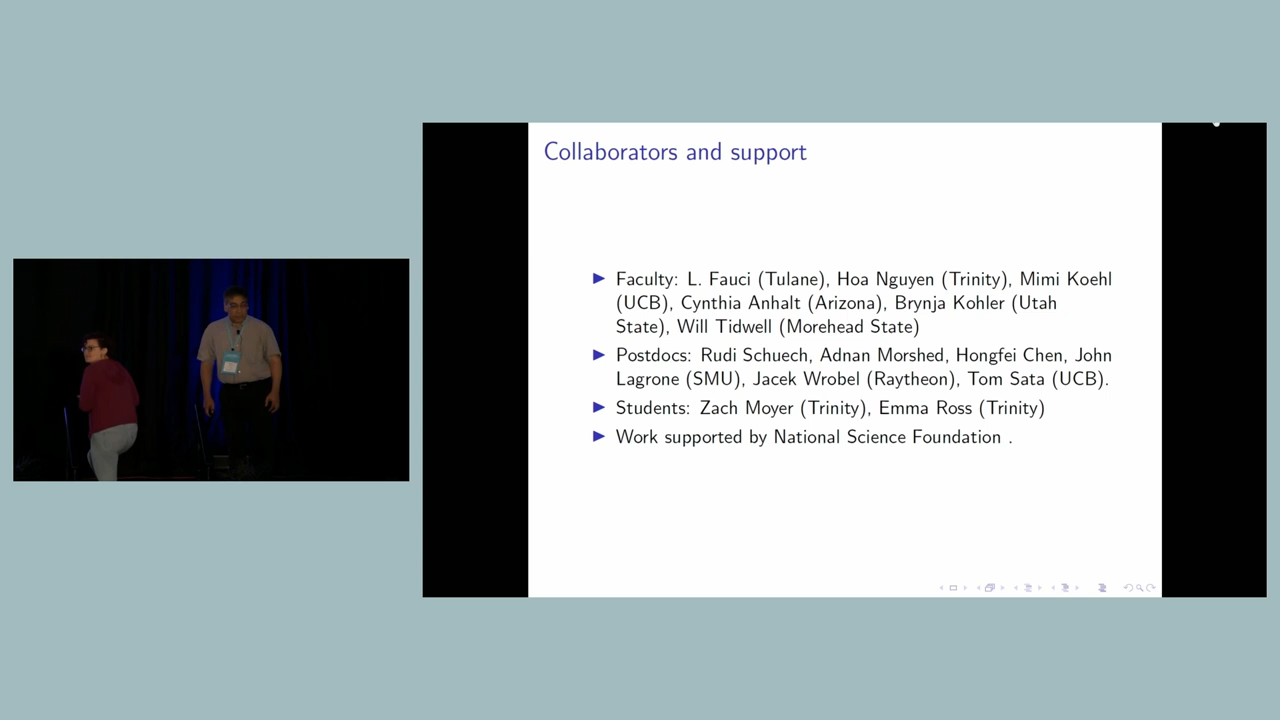 Collaborators and support
▶ Faculty: L. Fauci (Tulane), Hoa Nguyen (Trinity), Mimi Koehl
(UCB), Cynthia Anhalt (Arizona), Brynja Kohler (Utah
State), Will Tidwell (Morehead State)
▶ Postdocs: Rudi Schuech, Adnan Morshed, Hongfei Chen, John
Lagrone (SMU), Jacek Wrobel (Raytheon), Tom Sata (UCB).
▶ Students: Zach Moyer (Trinity), Emma Ross (Trinity)
▶ Work supported by National Science Foundation .